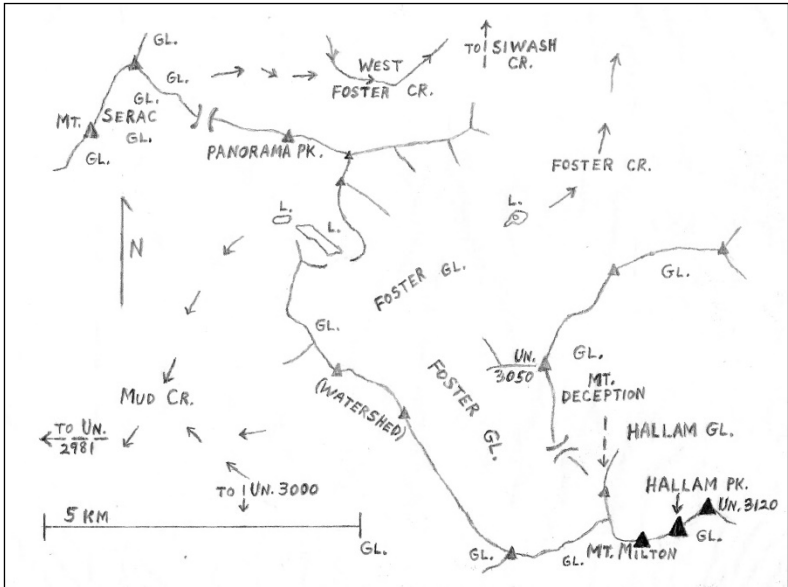 GL.
TO SIWASH
CR.
WEST
FOSTER CR.
GL.
GL.
MT. SERAC
GL.
GL.
PANORAMA PK.
FOSTER CR.
L.
L.
L.
N
FOSTER GL.
GL.
GL.
UN.
3050
GL.
MT.
DECEPTION
(WATERSHED)
FOSTER
GL.
MUD CR.
HALLAM GL.
TO UN.
2981
TO UN. 3000
HALLAM PK.
UN. 3120
5 KM
GL.
GL.
GL.
MT. MILTON
GL.